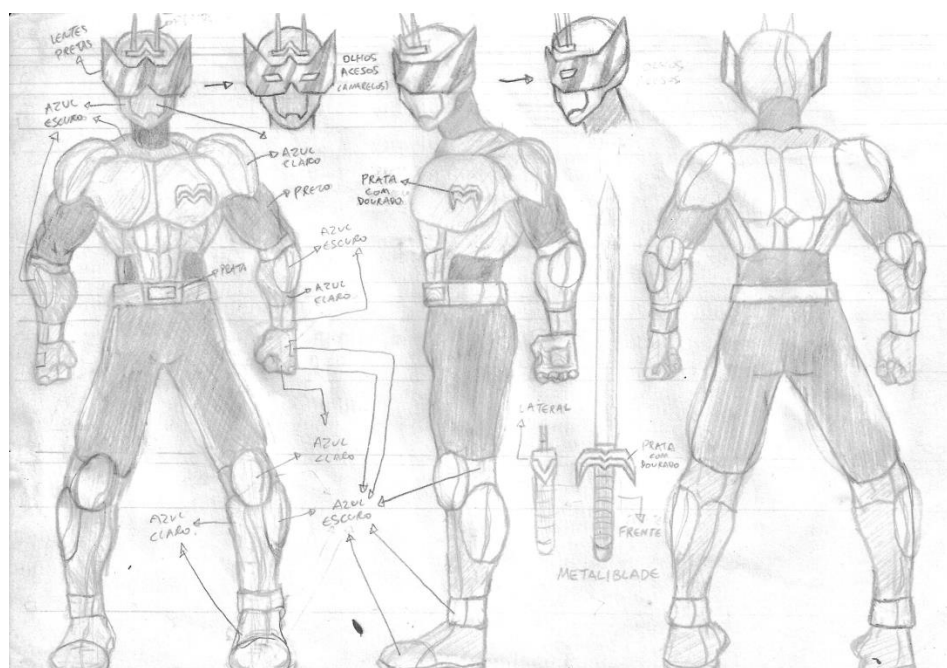 LENTES
PRETAS
AZUL
ESCURO
AZUL
CLARO
PRETO
AZUL
ESCURO
PRATA
AZUL
CLARO
AZUL
CLARO
AZUL
CLARO
AZUL
ESCURO
OLHOS
ACESOS
(AMARELOS)
PRATA
COM
DOURADO
LATERAL
PRATA
COM
DOURADO
FRENTE
METALIBLADE